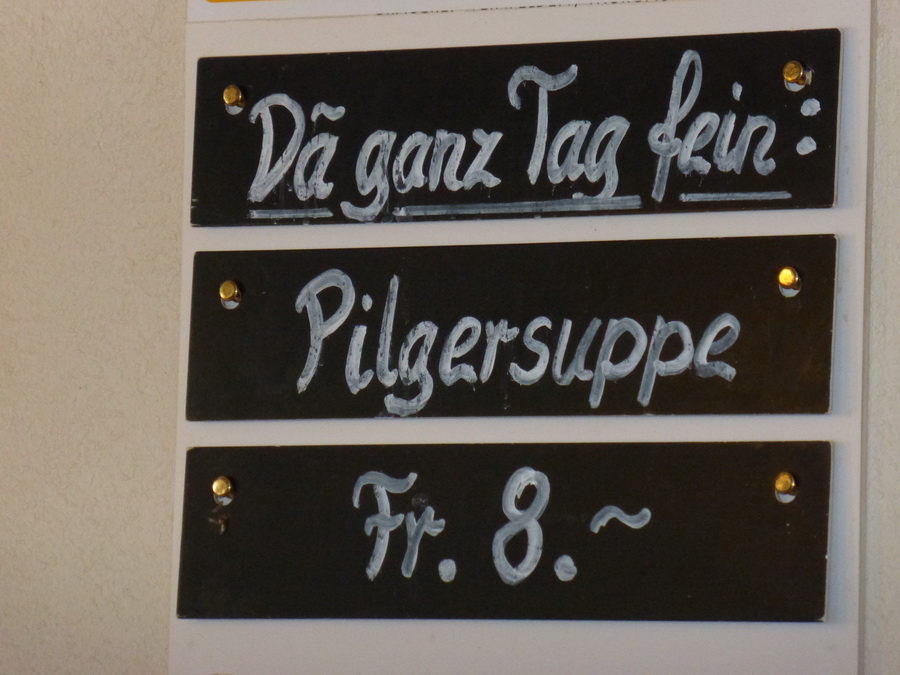 Dã ganz Tag fein:
Pilgersuppe
Fr. 8.~